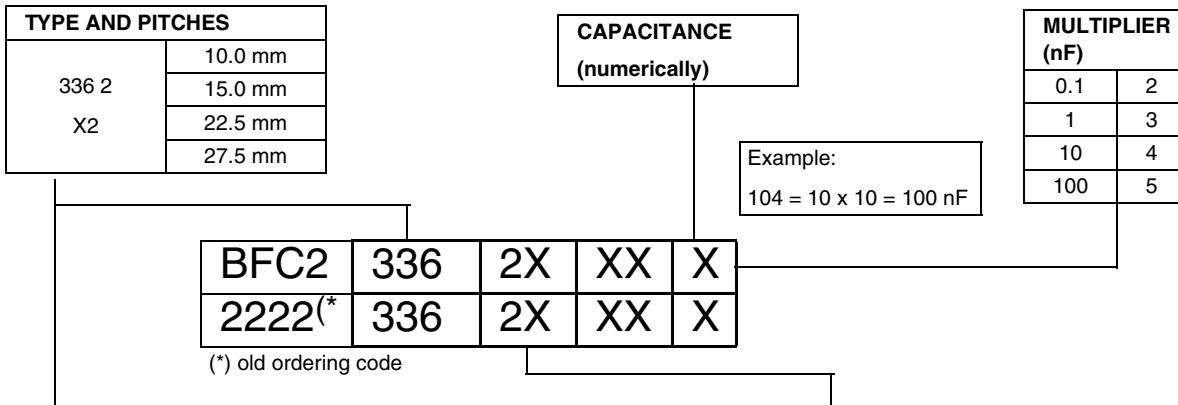 TYPE AND PITCHES
336 2
X2
10.0 mm
15.0 mm
22.5 mm
27.5 mm
CAPACITANCE
(numerically)
MULTIPLIER
(nF)
0.1 2
1 3
10 4
100 5
Example:
104 = 10 x 10 = 100 nF
BFC2 336 2X XX X
2222(* 336 2X XX X
(*) old ordering code